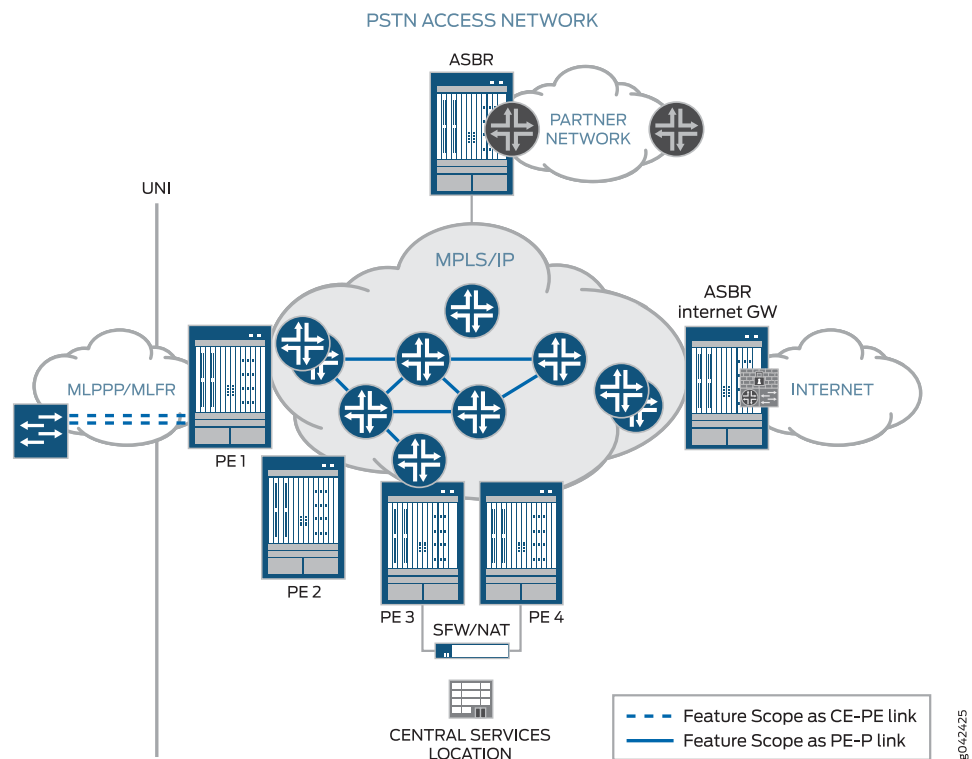 PSTN ACCESS NETWORK
ASBR
PARTNER
NETWORK
UNI
MPLS/IP
ASBR
internet GW
MLPPP/MLFR
INTERNET
PE 1
PE 2
PE 3
PE 4
SFW/NAT
CENTRAL SERVICES
LOCATION
Feature Scope as CE-PE link
Feature Scope as PE-P link
g042425